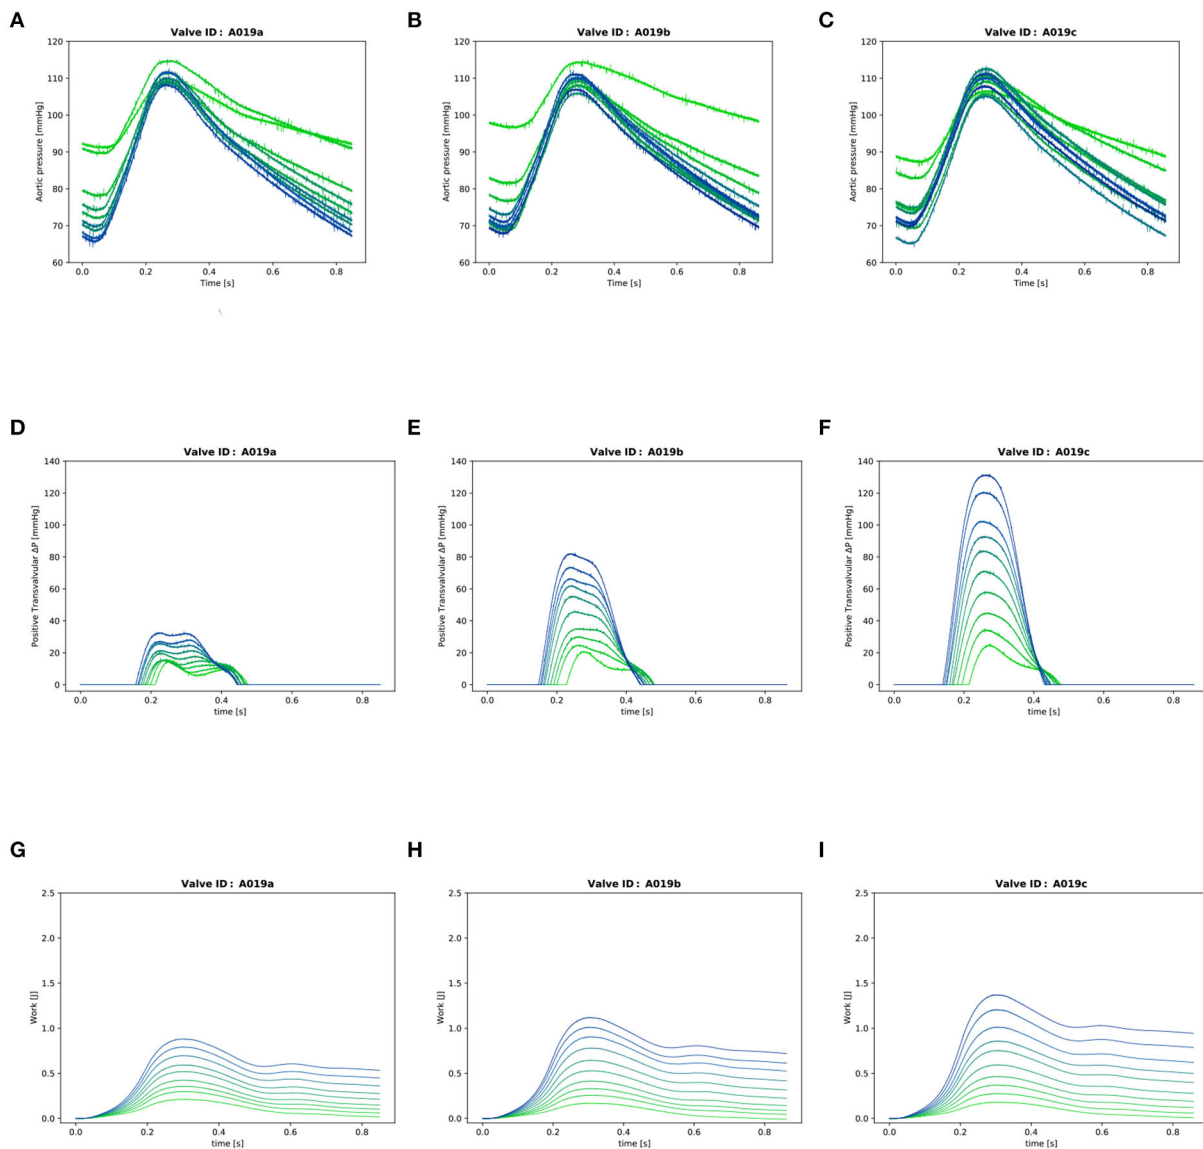 A
B
C
Valve ID: A019a
Valve ID: A019b
Valve ID: A019c
Aortic pressure [mmHg]
120
110
100
90
80
70
60
0.0 0.2 0.4 0.6 0.8
Time [s]
Aortic pressure [mmHg]
120
110
100
90
80
70
60
0.0 0.2 0.4 0.6 0.8
Time [s]
Aortic pressure [mmHg]
120
110
100
90
80
70
60
0.0 0.2 0.4 0.6 0.8
Time [s]
D
E
F
Valve ID: A019a
Valve ID: A019b
Valve ID: A019c
Positive Transvalvular ΔP [mmHg]
140
120
100
80
60
40
20
0
0.0 0.2 0.4 0.6 0.8
time [s]
Positive Transvalvular ΔP [mmHg]
140
120
100
80
60
40
20
0
0.0 0.2 0.4 0.6 0.8
time [s]
Positive Transvalvular ΔP [mmHg]
140
120
100
80
60
40
20
0
0.0 0.2 0.4 0.6 0.8
time [s]
G
H
I
Valve ID: A019a
Valve ID: A019b
Valve ID: A019c
Work [J]
2.5
2.0
1.5
1.0
0.5
0.0
0.0 0.2 0.4 0.6 0.8
time [s]
Work [J]
2.5
2.0
1.5
1.0
0.5
0.0
0.0 0.2 0.4 0.6 0.8
time [s]
Work [J]
2.5
2.0
1.5
1.0
0.5
0.0
0.0 0.2 0.4 0.6 0.8
time [s]